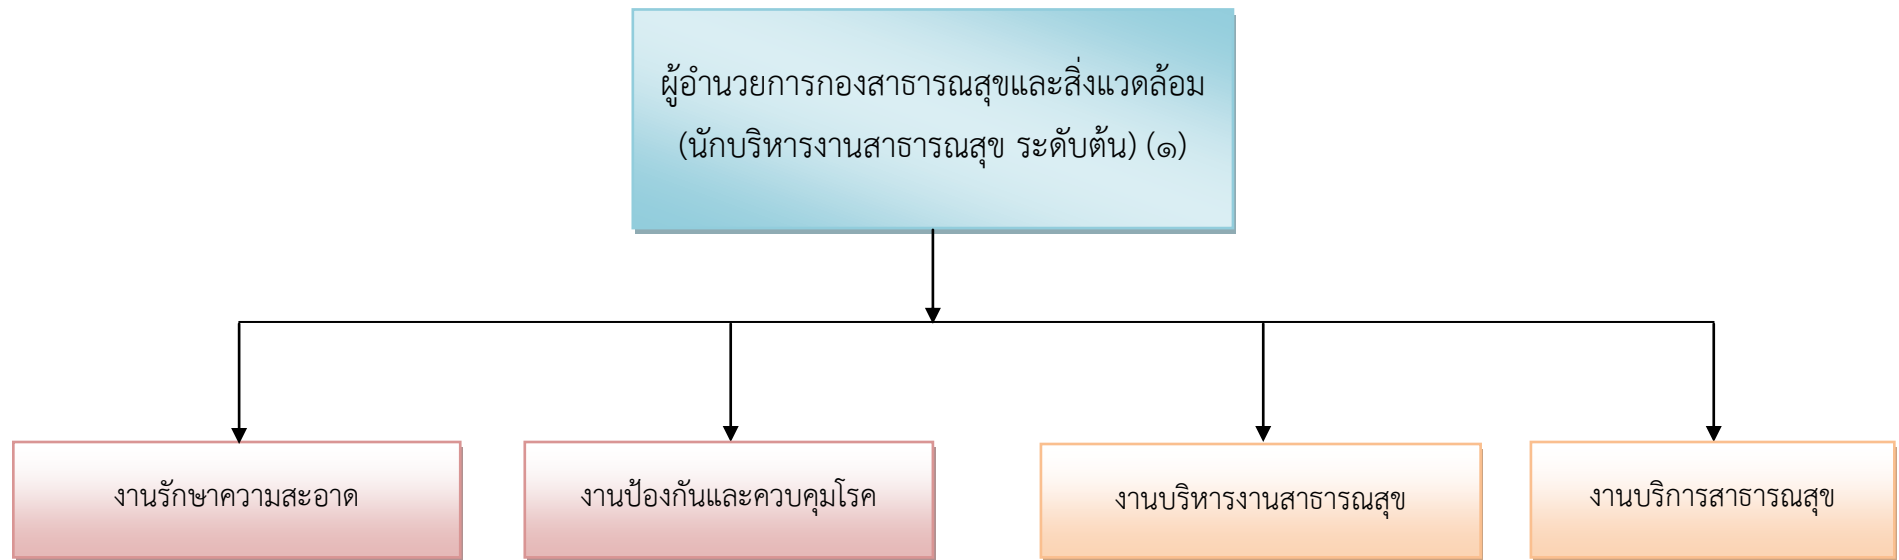 ผู้อำนวยการกองสาธารณสุขและสิ่งแวดล้อม
(นักบริหารงานสาธารณสุข ระดับต้น) (๑)
งานรักษาความสะอาด
งานป้องกันและควบคุมโรค
งานบริหารงานสาธารณสุข
งานบริการสาธารณสุข